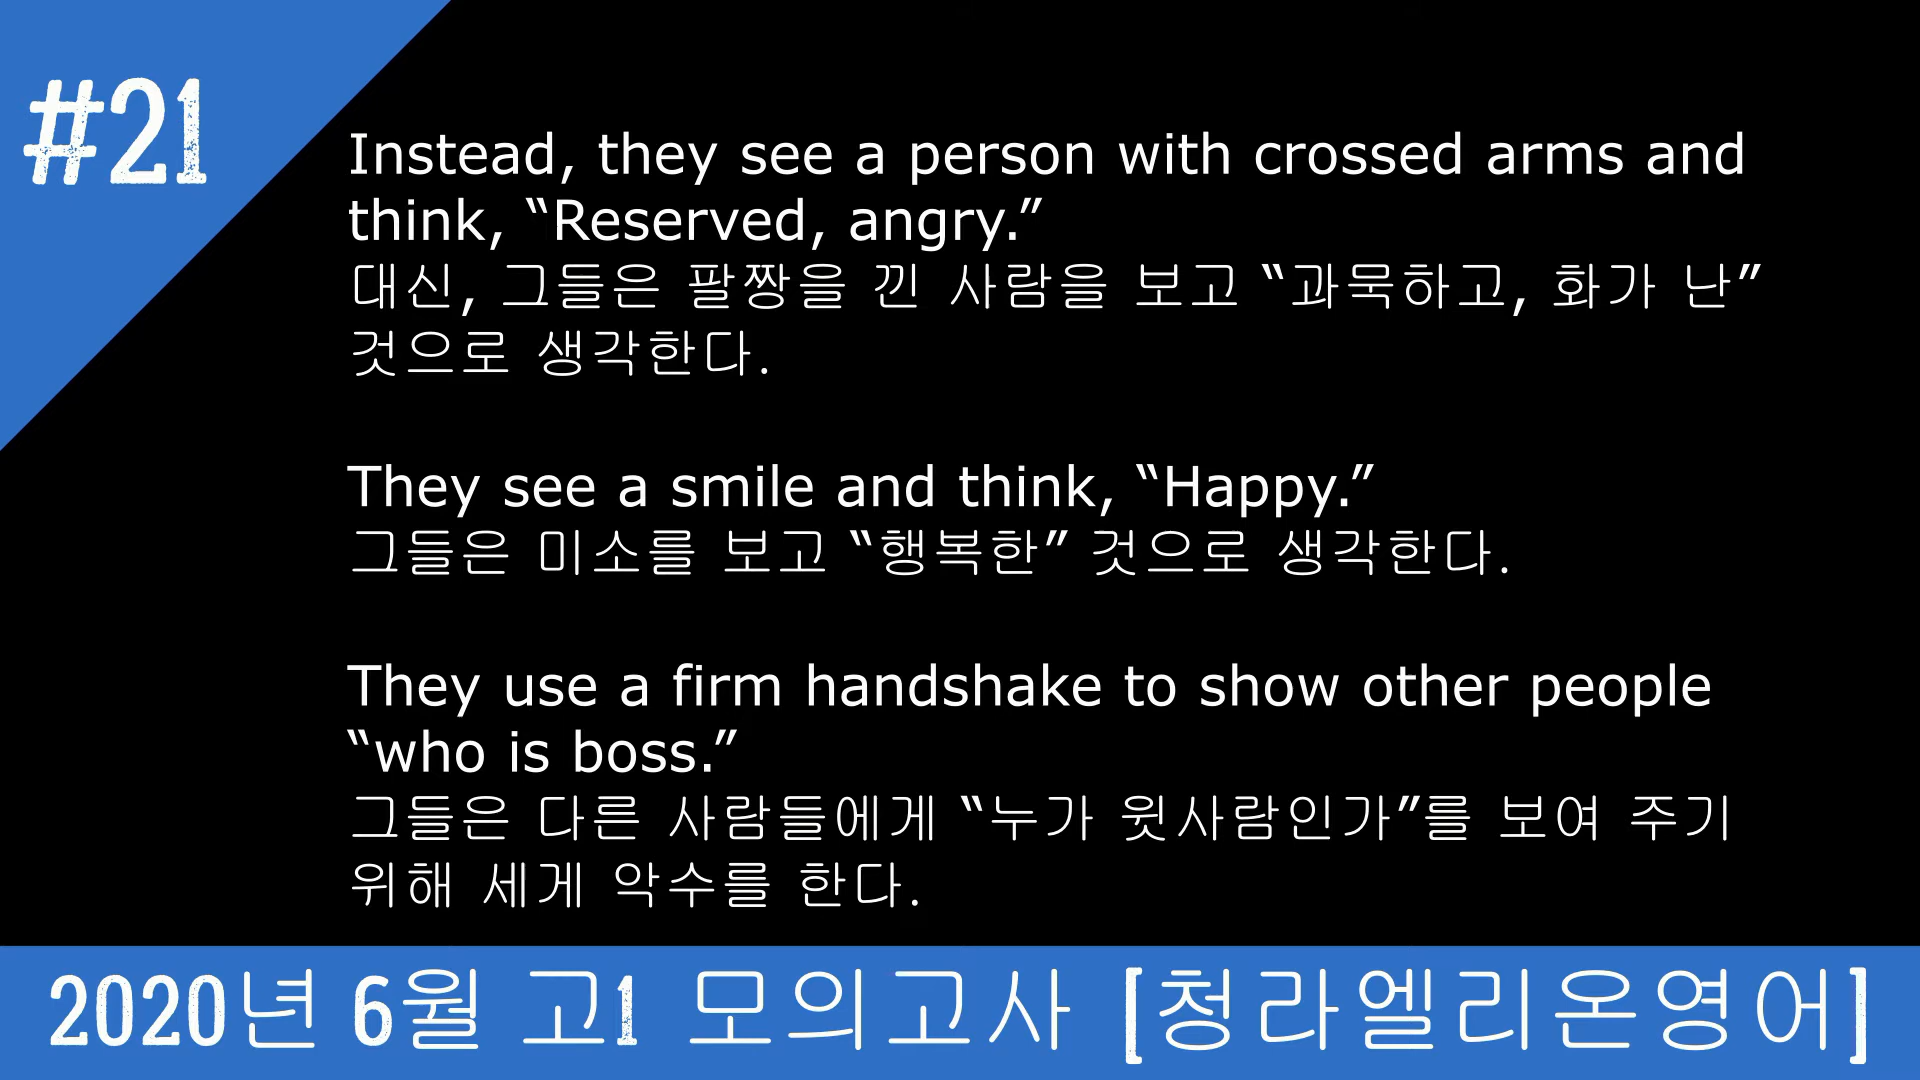 #21
Instead, they see a person with crossed arms and
think, “Reserved, angry.”
대신, 그들은 팔짱을 낀 사람을 보고 “과묵하고, 화가 난”
것으로 생각한다.
They see a smile and think, “Happy.”
그들은 미소를 보고 “행복한” 것으로 생각한다.
They use a firm handshake to show other people
“who is boss.”
그들은 다른 사람들에게 “누가 윗사람인가”를 보여 주기
위해 세게 악수를 한다.
2020년 6월 고1 모의고사 [청라엘리온영어]